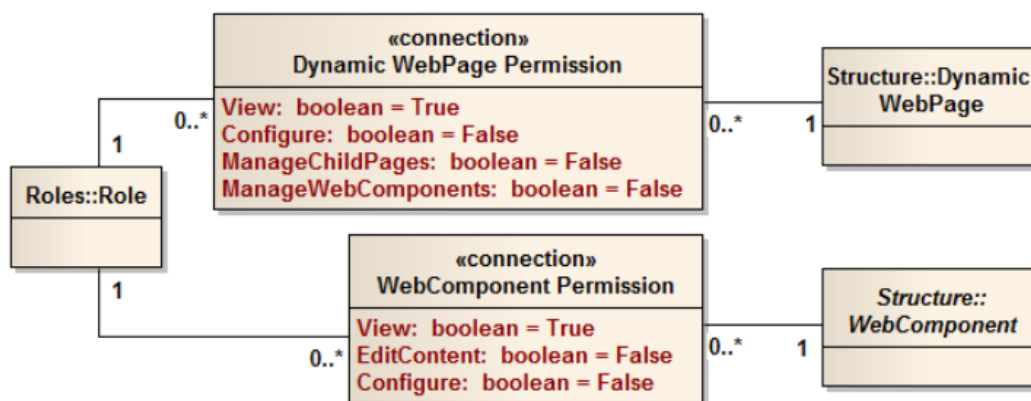 «connection»
Dynamic WebPage Permission
View: boolean = True
Configure: boolean = False
ManageChildPages: boolean = False
ManageWebComponents: boolean = False
Structure::Dynamic
WebPage
0..*
0..*
1
1
Roles::Role
1
«connection»
WebComponent Permission
View: boolean = True
EditContent: boolean = False
Configure: boolean = False
Structure::
WebComponent
0..*
0..*
1